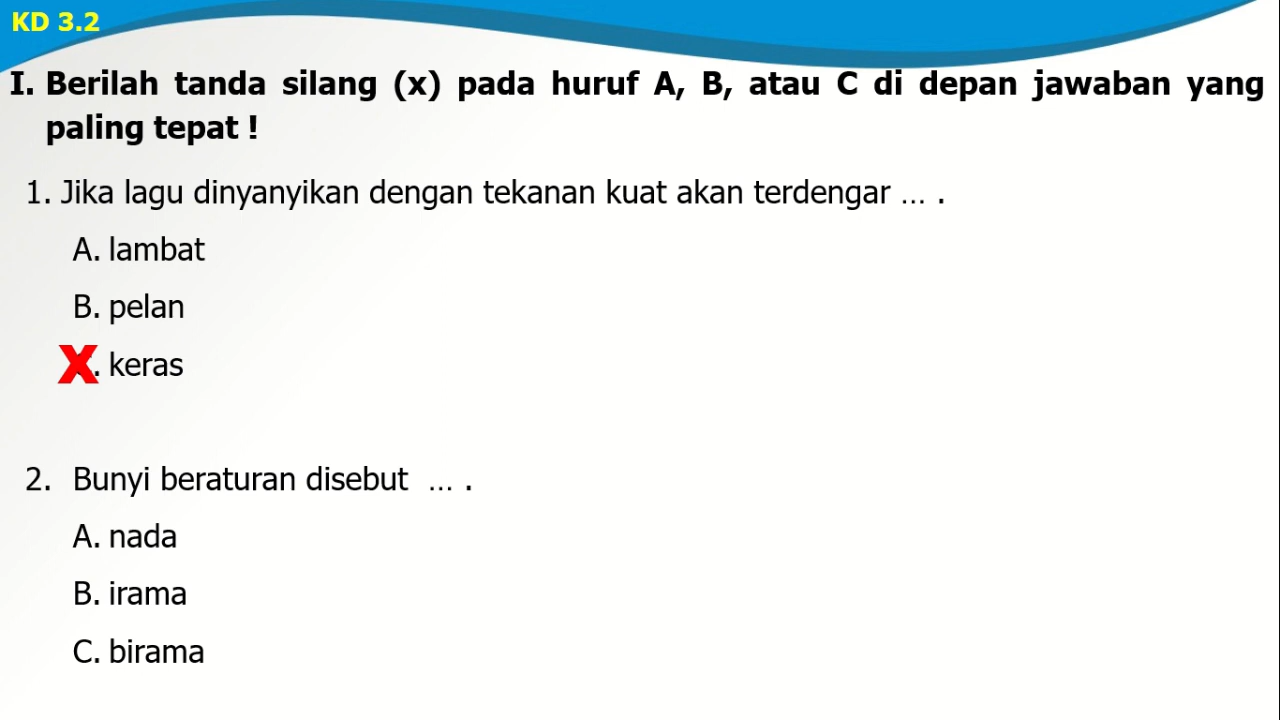 KD 3.2
I. Berilah tanda silang (x) pada huruf A, B, atau C di depan jawaban yang
paling tepat !
1. Jika lagu dinyanyikan dengan tekanan kuat akan terdengar ... .
A. lambat
B. pelan
X. keras
2. Bunyi beraturan disebut ... .
A. nada
B. irama
C. birama